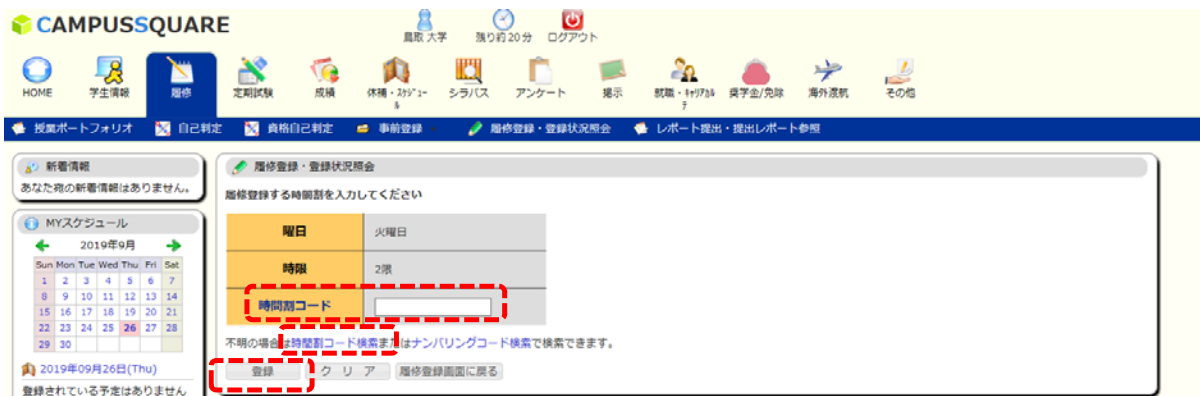 CAMPUSSQUARE
鳥取 大学
残り約20分
ログアウト
HOME
学生情報
履修
定期試験
成績
休補・ｽｹｼﾞｭｰﾙ
シラバス
アンケート
掲示
就職・ｷｬﾘｱｶﾙﾃ
奨学金/免除
海外渡航
その他
授業ポートフォリオ
自己判定
資格自己判定
事前登録
履修登録・登録状況照会
レポート提出・提出レポート参照
新着情報
あなた宛の新着情報はありません。
MYスケジュール
2019年9月
Sun Mon Tue Wed Thu Fri Sat
1 2 3 4 5 6 7
8 9 10 11 12 13 14
15 16 17 18 19 20 21
22 23 24 25 26 27 28
29 30
2019年09月26日(Thu)
登録されている予定はありません
履修登録・登録状況照会
履修登録する時間割を入力してください
曜日 火曜日
時限 2限
時間割コード
不明の場合は時間割コード検索またはナンバリングコード検索で検索できます。
登録 クリア 履修登録画面に戻る